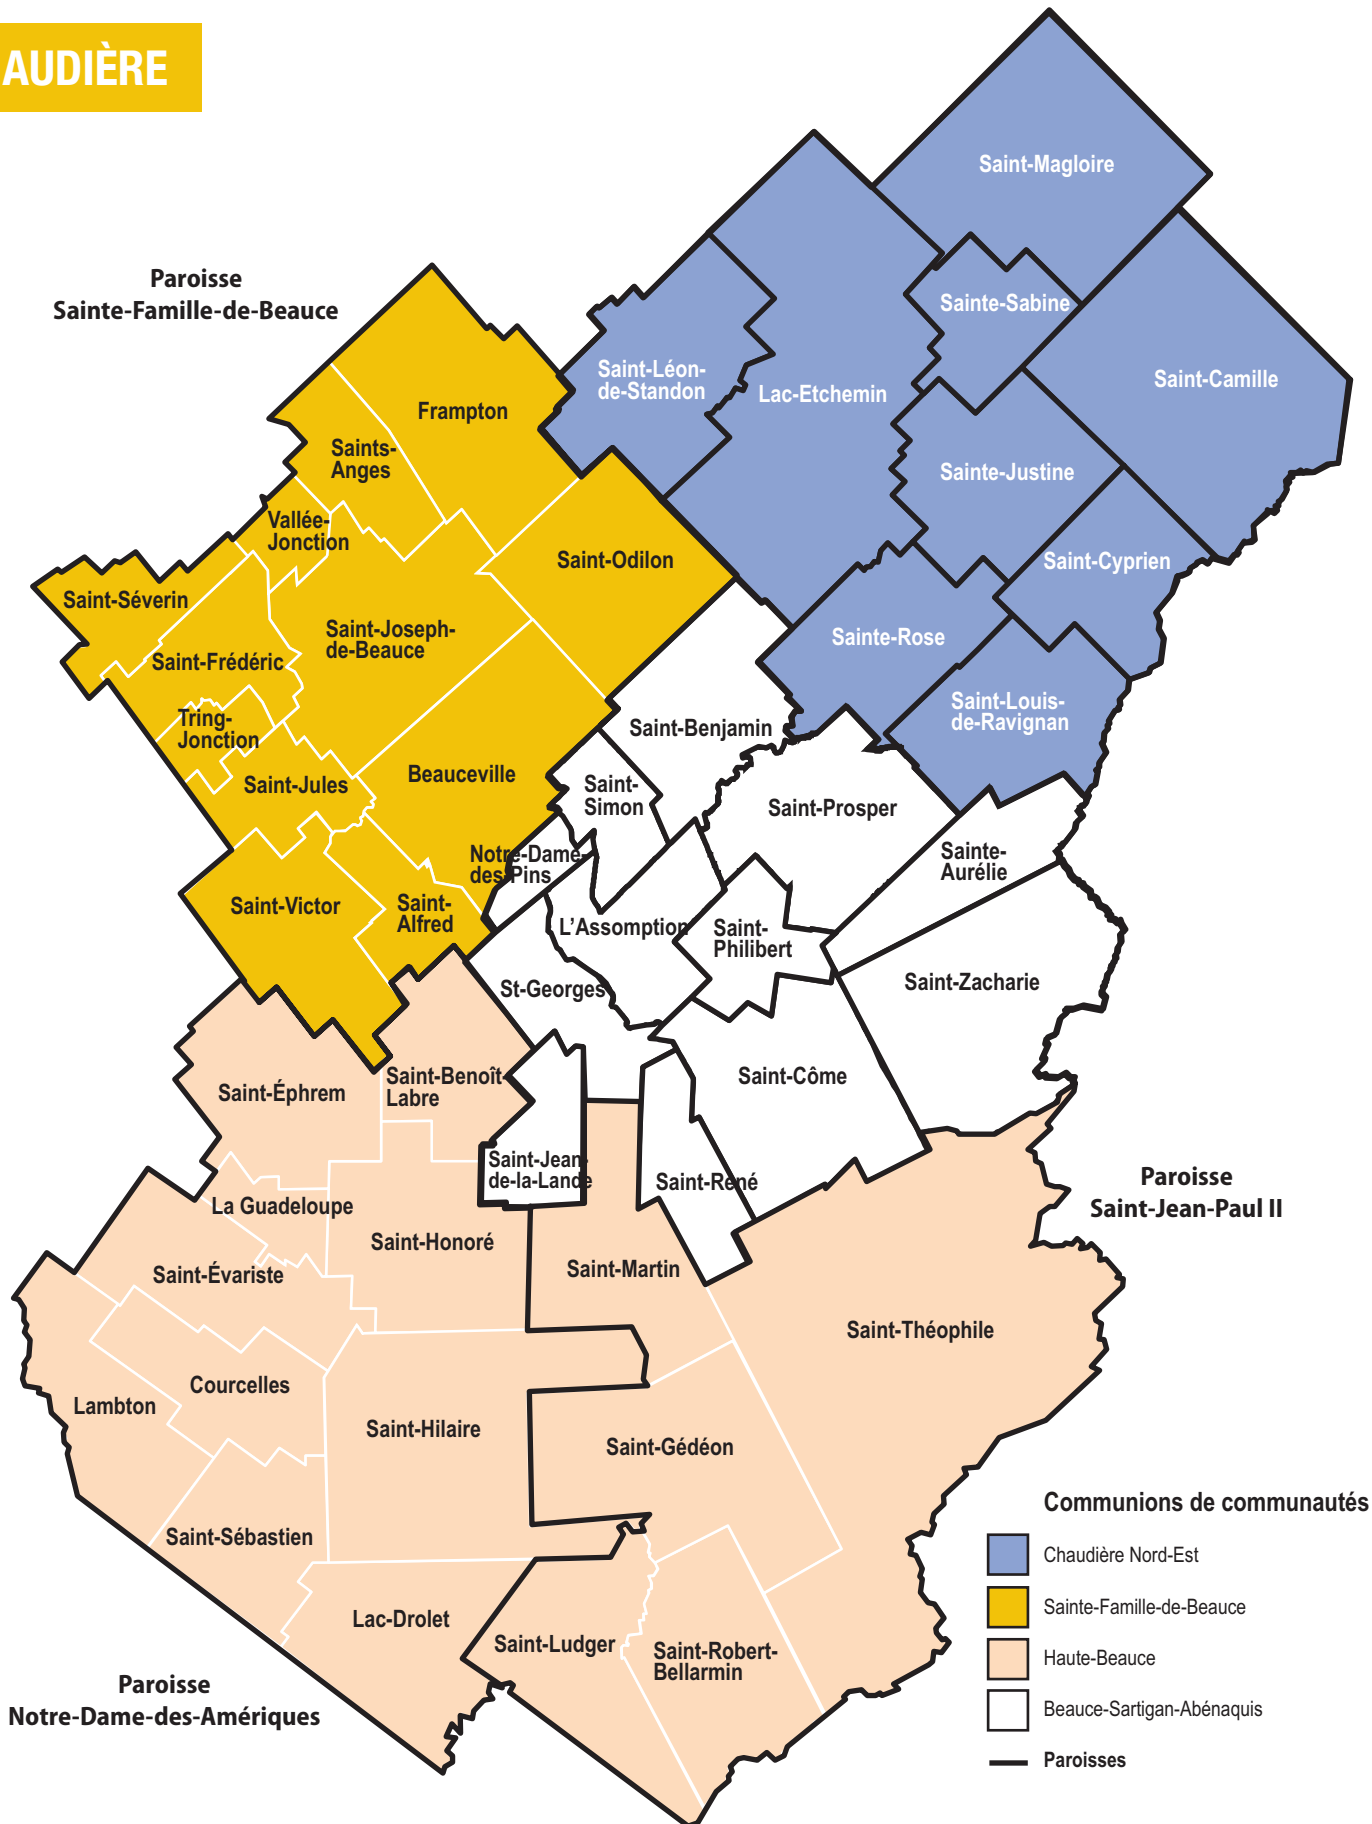 AUDIÈRE
Saint-Magloire
Paroisse
Sainte-Famille-de-Beauce
Sainte-Sabine
Saint-Léon-
de-Standon
Lac-Etchemin
Saint-Camille
Frampton
Saints-
Anges
Sainte-Justine
Vallée-
Jonction
Saint-Odilon
Saint-Cyprien
Saint-Séverin
Saint-Joseph-
de-Beauce
Sainte-Rose
Saint-Frédéric
Saint-Louis-
de-Ravignan
Tring-
Jonction
Saint-Benjamin
Saint-Jules
Beauceville
Saint-
Simon
Saint-Prosper
Notre-Dame-
des-Pins
Sainte-
Aurélie
Saint-Victor
Saint-
Alfred
L'Assomption
Saint-
Philibert
St-Georges
Saint-Zacharie
Saint-Éphrem
Saint-Benoît-
Labre
Saint-Côme
Saint-Jean-
de-la-Lande
Saint-René
Paroisse
Saint-Jean-Paul II
La Guadeloupe
Saint-Honoré
Saint-Évariste
Saint-Martin
Saint-Théophile
Courcelles
Lambton
Saint-Hilaire
Saint-Gédéon
Saint-Sébastien
Lac-Drolet
Saint-Ludger
Saint-Robert-
Bellarmin
Paroisse
Notre-Dame-des-Amériques
Communions de communautés
Chaudière Nord-Est
Sainte-Famille-de-Beauce
Haute-Beauce
Beauce-Sartigan-Abénaquis
Paroisses